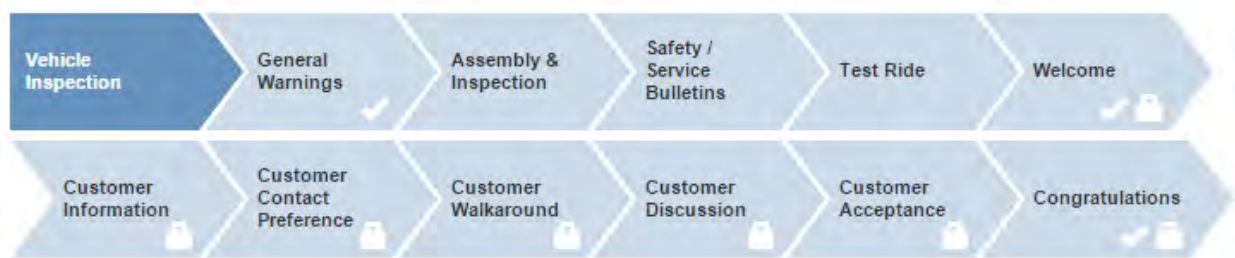 Vehicle
Inspection
General
Warnings
Assembly &
Inspection
Safety /
Service
Bulletins
Test Ride
Welcome
Customer
Information
Customer
Contact
Preference
Customer
Walkaround
Customer
Discussion
Customer
Acceptance
Congratulations